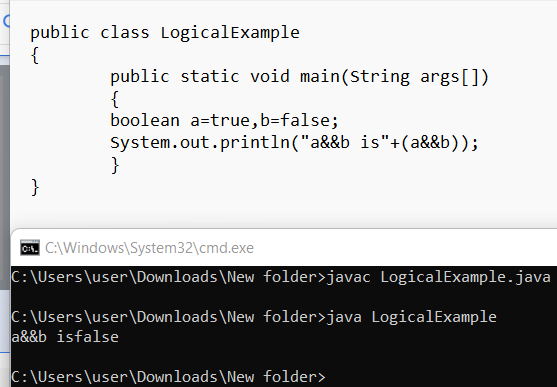 public class LogicalExample
{
public static void main(String args[])
{
boolean a=true,b=false;
System.out.println("a&&b is"+(a&&b));
}
}
C:\Windows\System32\cmd.exe
C:\Users\user\Downloads\New folder>javac LogicalExample.java
C:\Users\user\Downloads\New folder>java LogicalExample
a&&b isfalse
C:\Users\user\Downloads\New folder>